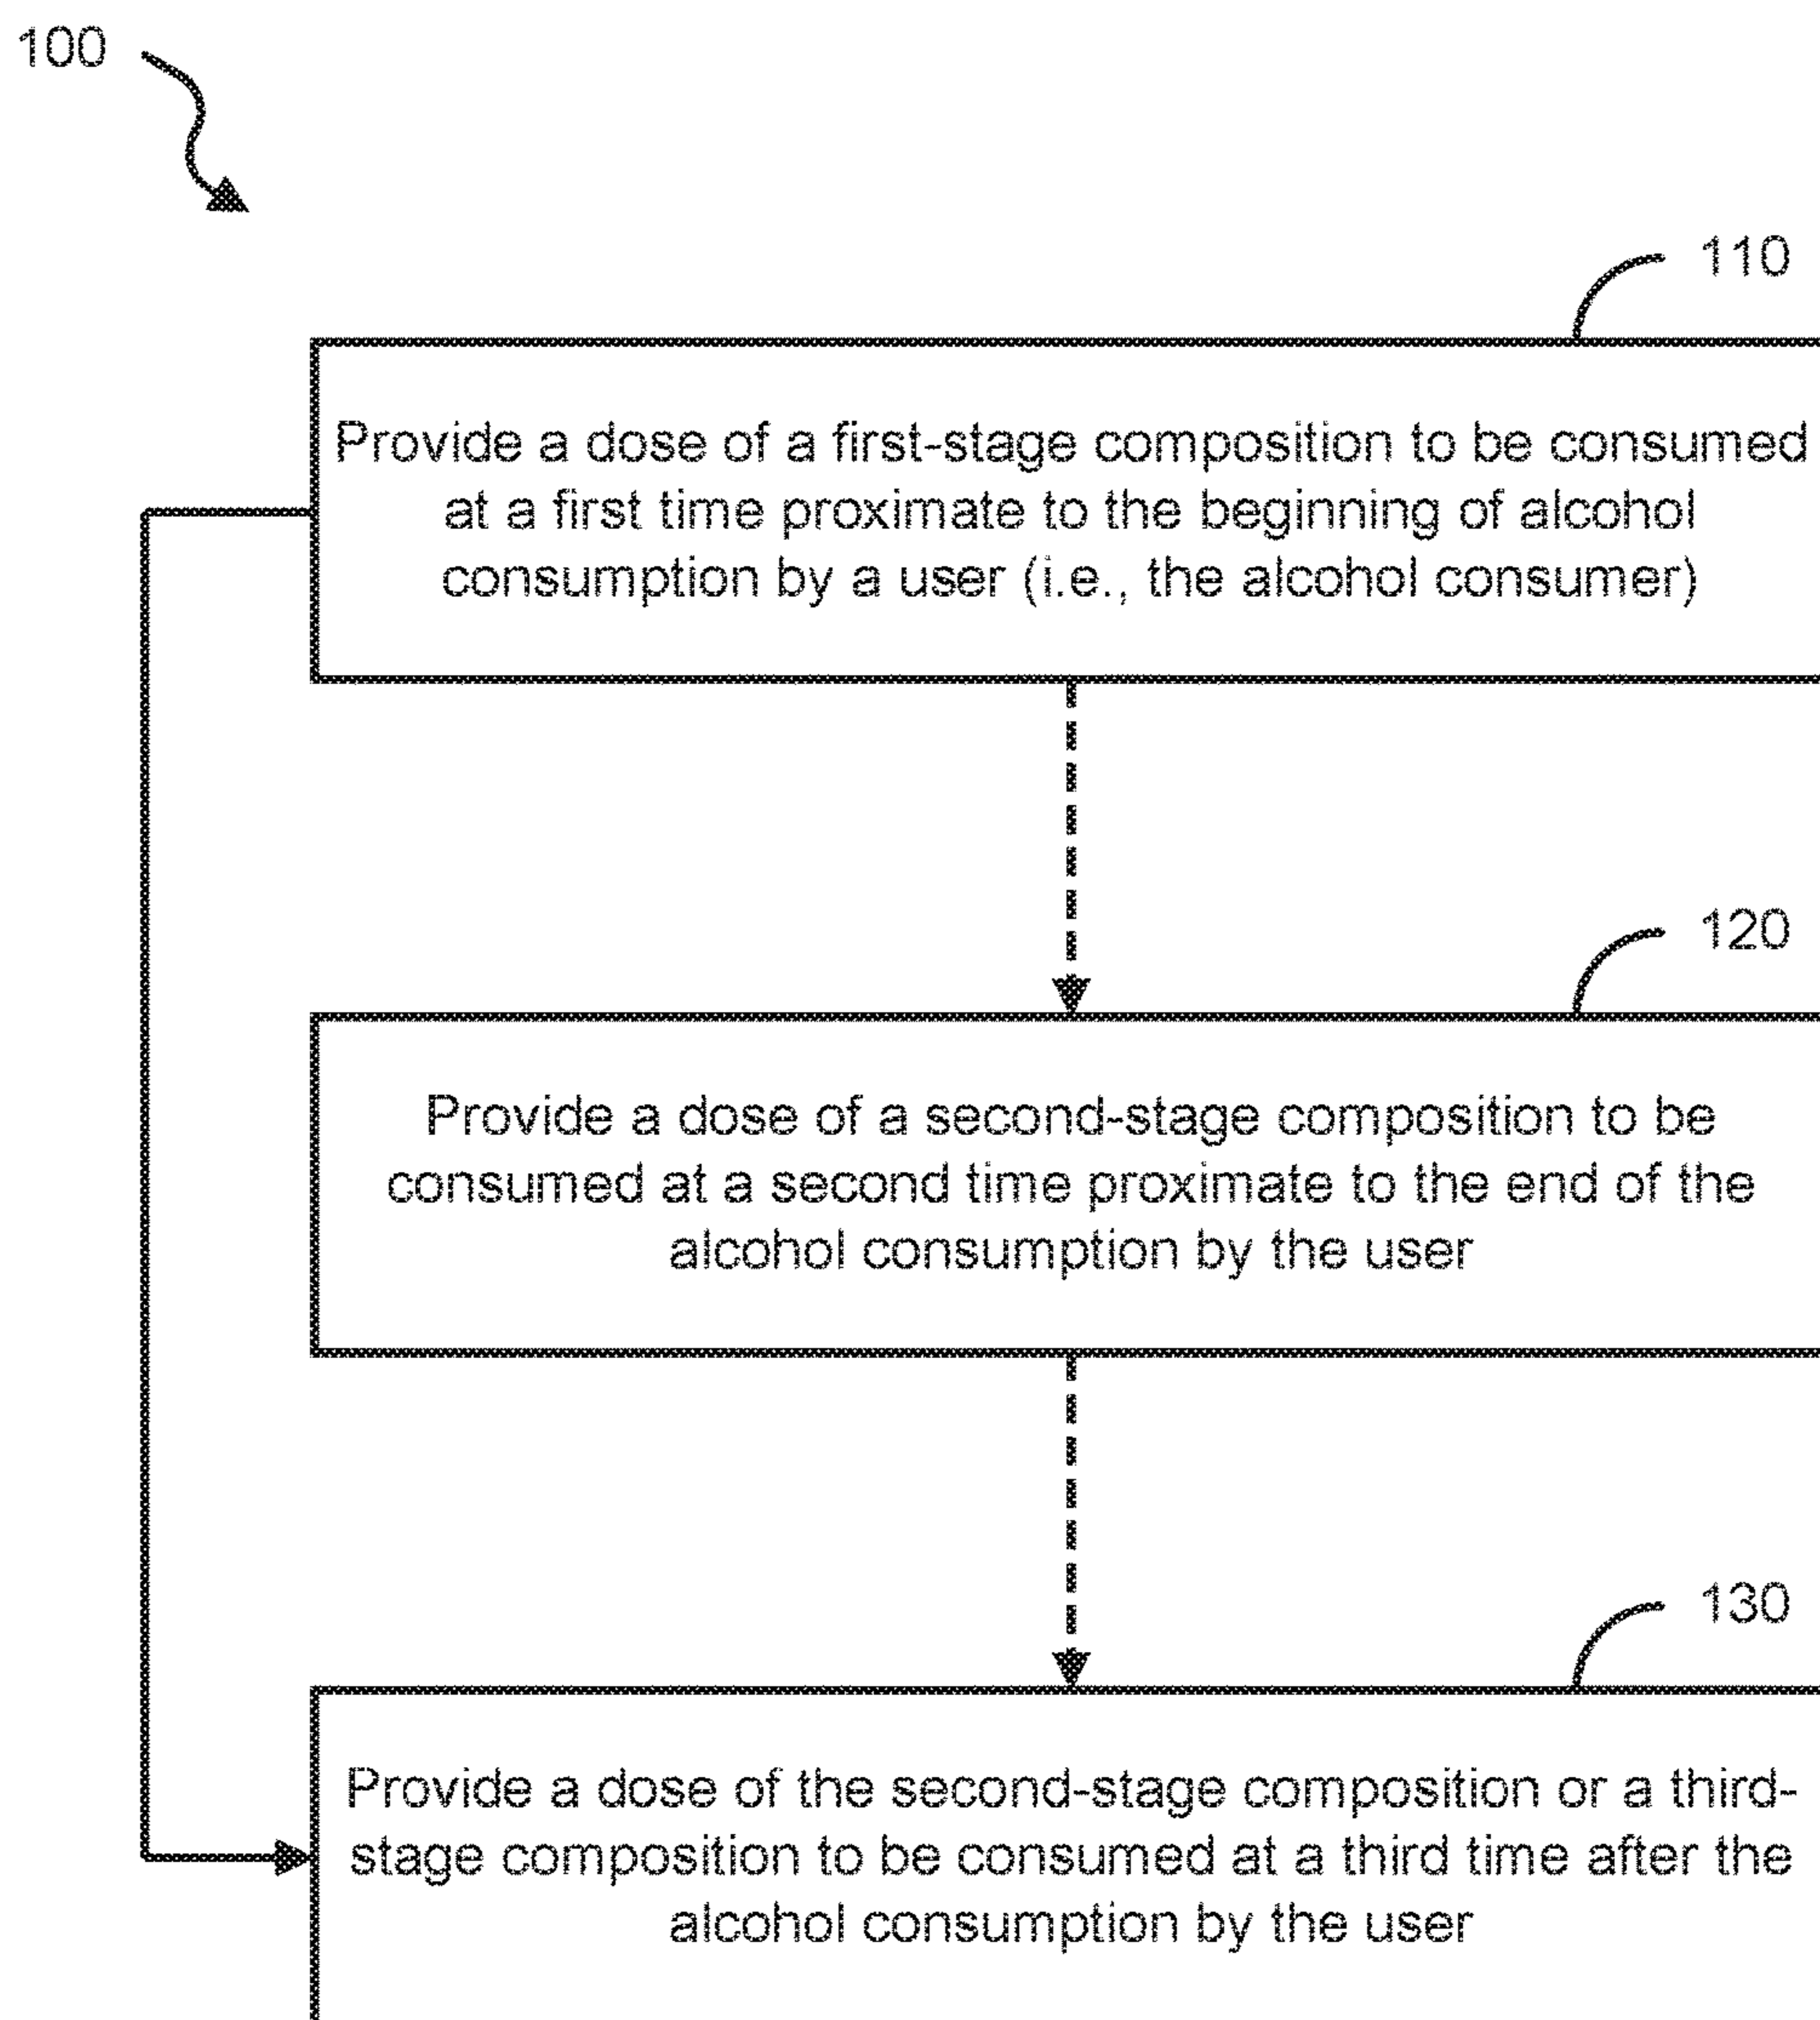 100
110
Provide a dose of a first-stage composition to be consumed
at a first time proximate to the beginning of alcohol
consumption by a user (i.e., the alcohol consumer)
120
Provide a dose of a second-stage composition to be
consumed at a second time proximate to the end of the
alcohol consumption by the user
130
Provide a dose of the second-stage composition or a third-
stage composition to be consumed at a third time after the
alcohol consumption by the user